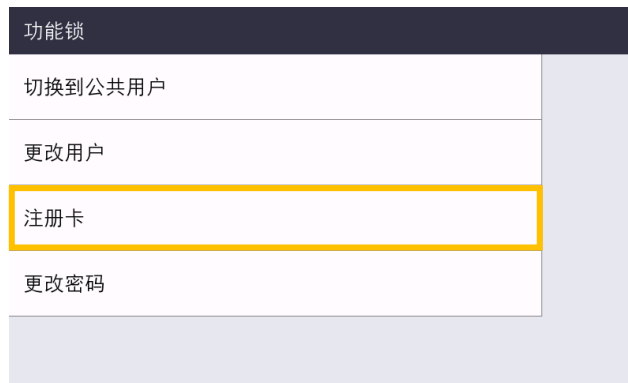 功能锁
切换到公共用户
更改用户
注册卡
更改密码